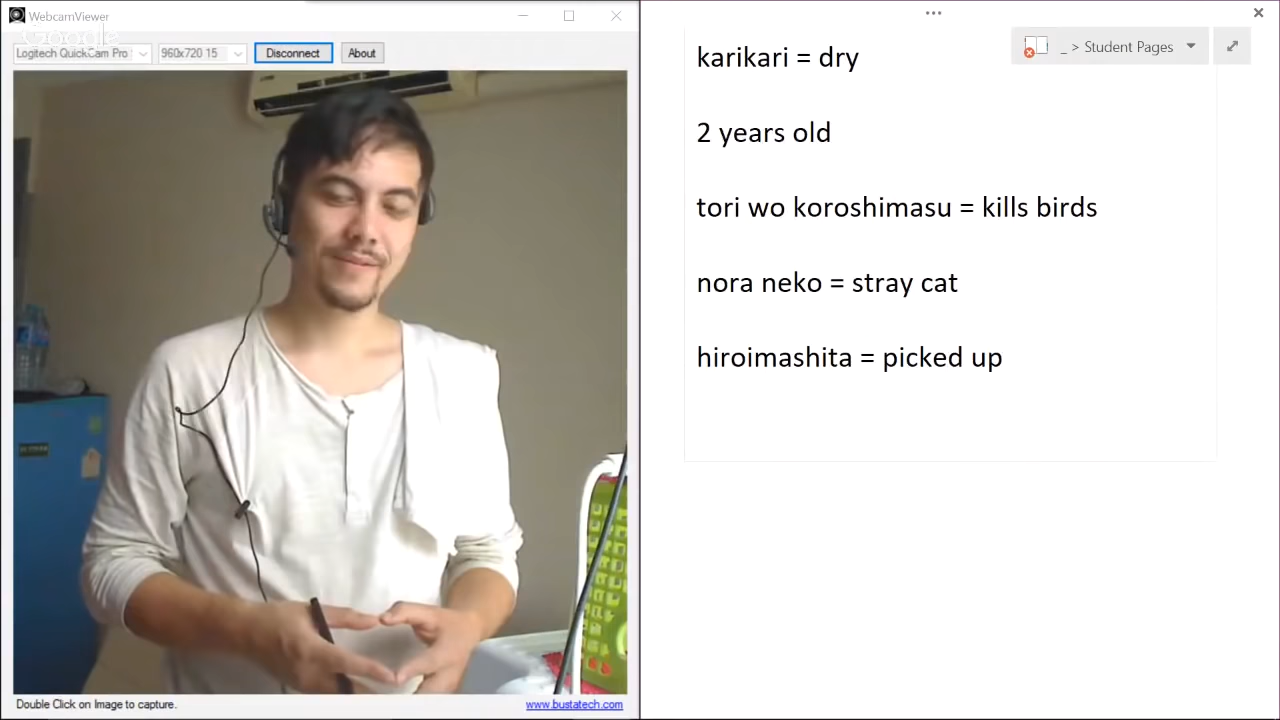 WebcamViewer
Google
Logitech QuickCam Pro
960x720 15
Disconnect
About
Double Click on Image to capture.
www.bustatech.com
_ > Student Pages
karikari = dry
2 years old
tori wo koroshimasu = kills birds
nora neko = stray cat
hiroimashita = picked up